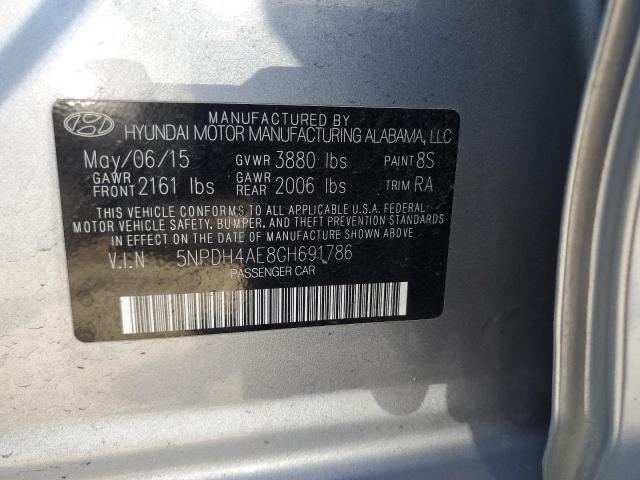 MANUFACTURED BY
HYUNDAI MOTOR MANUFACTURING ALABAMA, LLC
May/06/15 GVWR 3880 lbs PAINT 8S
GAWR FRONT 2161 lbs GAWR REAR 2006 lbs TRIM RA
THIS VEHICLE CONFORMS TO ALL APPLICABLE U.S.A. FEDERAL
MOTOR VEHICLE SAFETY, BUMPER, AND THEFT PREVENTION STANDARDS
IN EFFECT ON THE DATE OF MANUFACTURE SHOWN ABOVE.
V.I.N 5NPDH4AE8GH691786
PASSENGER CAR